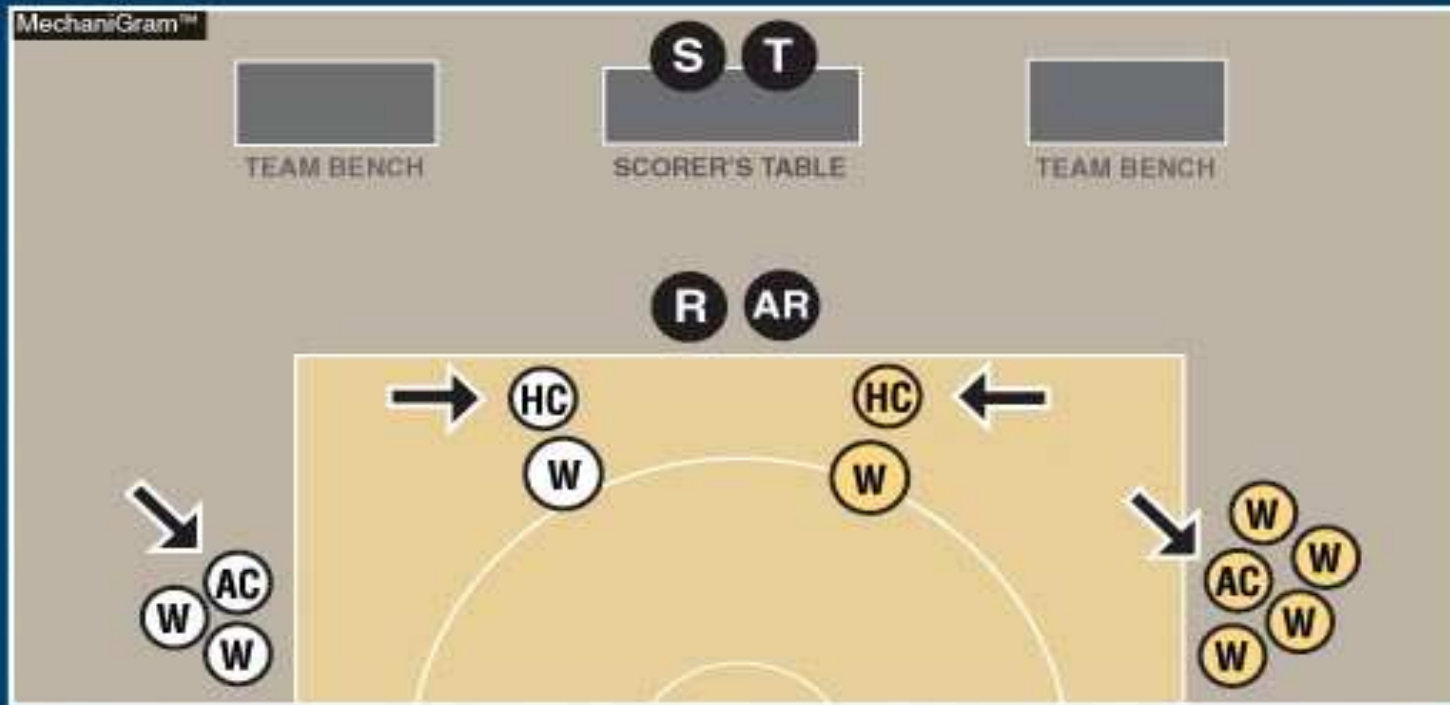 MechaniGram™
S T
TEAM BENCH SCORER'S TABLE TEAM BENCH
R AR
HC HC
W W
W
W
AC AC
W W
W W